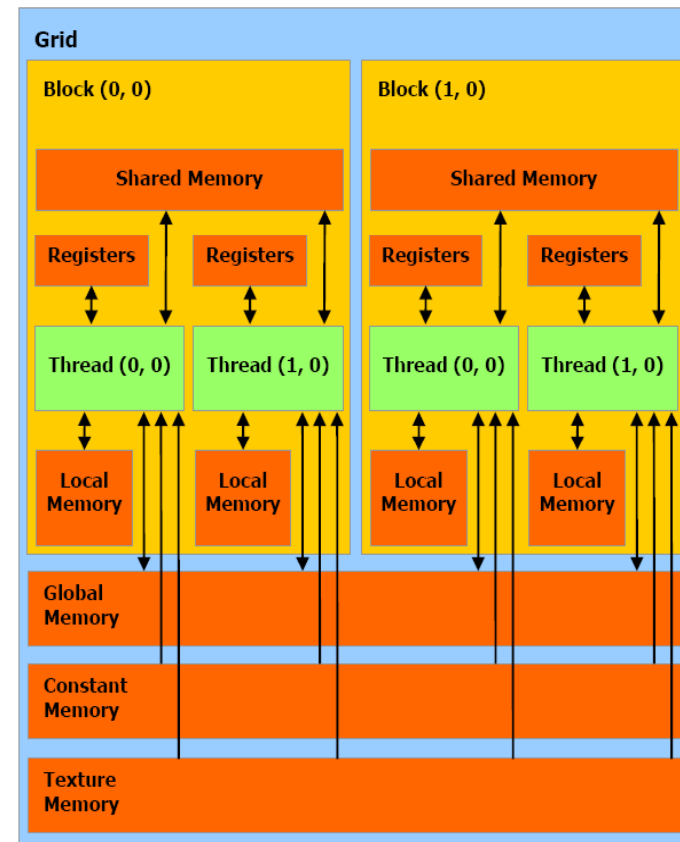 Grid
Block (0, 0)
Block (1, 0)
Shared Memory
Shared Memory
Registers
Registers
Registers
Registers
Thread (0, 0)
Thread (1, 0)
Thread (0, 0)
Thread (1, 0)
Local
Memory
Local
Memory
Local
Memory
Local
Memory
Global
Memory
Constant
Memory
Texture
Memory